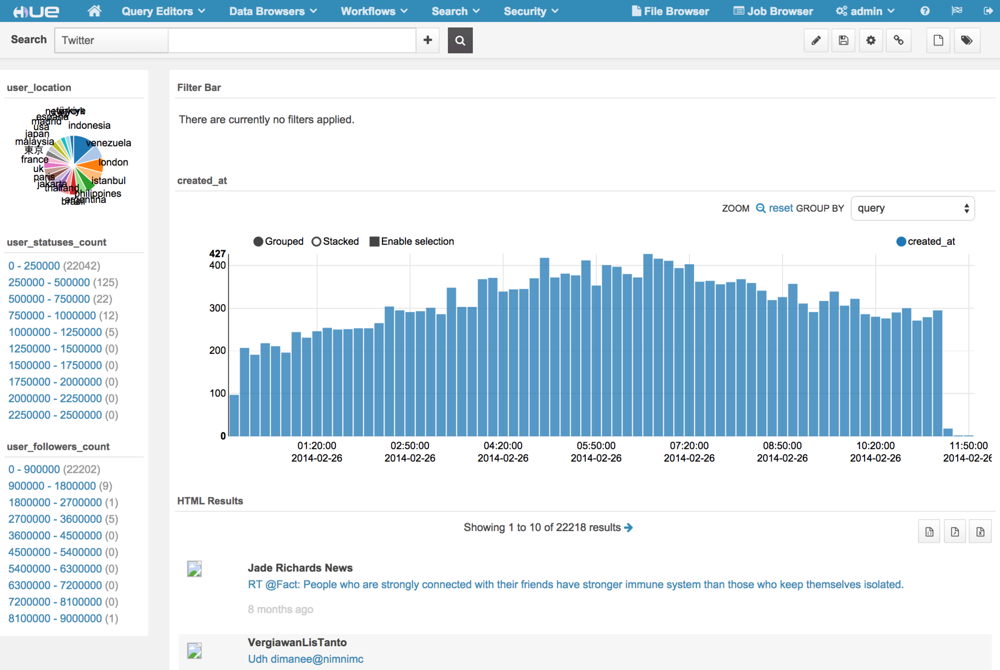 HUE Query Editors Data Browsers Workflows Search Security File Browser Job Browser admin
Search Twitter
user_location
türkiye
new york
españa
indonesia
madrid
usa
japan
venezuela
malaysia
東京
france
london
uk
paris
istanbul
jakarta
thailand
philippines
argentina
brasil
user_statuses_count
0 - 250000 (22042)
250000 - 500000 (125)
500000 - 750000 (22)
750000 - 1000000 (12)
1000000 - 1250000 (5)
1250000 - 1500000 (0)
1500000 - 1750000 (0)
1750000 - 2000000 (0)
2000000 - 2250000 (0)
2250000 - 2500000 (0)
user_followers_count
0 - 900000 (22202)
900000 - 1800000 (9)
1800000 - 2700000 (1)
2700000 - 3600000 (5)
3600000 - 4500000 (0)
4500000 - 5400000 (0)
5400000 - 6300000 (0)
6300000 - 7200000 (0)
7200000 - 8100000 (0)
8100000 - 9000000 (1)
Filter Bar
There are currently no filters applied.
created_at
ZOOM reset GROUP BY query
Grouped Stacked Enable selection created_at
427
400
300
200
100
0
01:20:00 02:50:00 04:20:00 05:50:00 07:20:00 08:50:00 10:20:00 11:50:00
2014-02-26 2014-02-26 2014-02-26 2014-02-26 2014-02-26 2014-02-26 2014-02-26 2014-02-26
HTML Results
Showing 1 to 10 of 22218 results
Jade Richards News
RT @Fact: People who are strongly connected with their friends have stronger immune system than those who keep themselves isolated.
8 months ago
VergiawanLisTanto
Udh dimanee@nimnimc